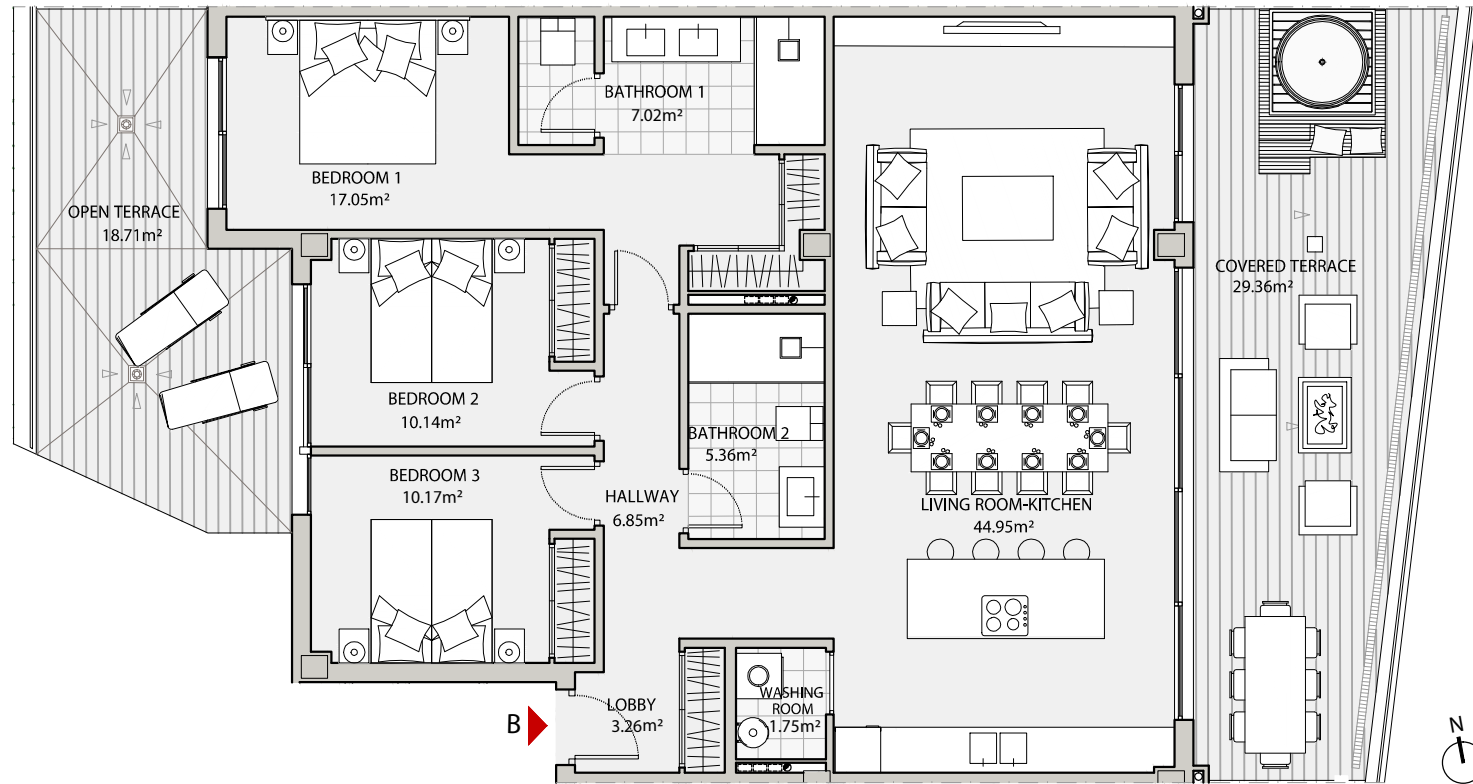 BATHROOM 1
7.02m²
BEDROOM 1
17.05m²
OPEN TERRACE
18.71m²
COVERED TERRACE
29.36m²
BEDROOM 2
10.14m²
BATHROOM 2
5.36m²
BEDROOM 3
10.17m²
HALLWAY
6.85m²
LIVING ROOM-KITCHEN
44.95m²
LOBBY
3.26m²
WASHING
ROOM
1.75m²
B
N